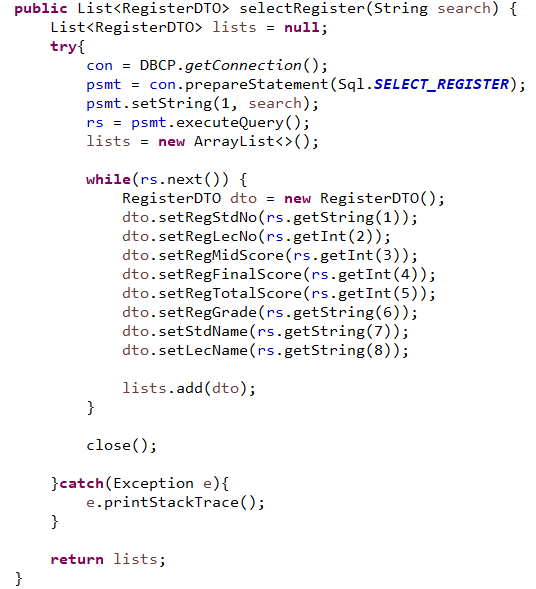 public List<RegisterDTO> selectRegister(String search) {
    List<RegisterDTO> lists = null;
    try{
        con = DBCP.getConnection();
        psmt = con.prepareStatement(Sql.SELECT_REGISTER);
        psmt.setString(1, search);
        rs = psmt.executeQuery();
        lists = new ArrayList<>();

        while(rs.next()) {
            RegisterDTO dto = new RegisterDTO();
            dto.setRegStdNo(rs.getString(1));
            dto.setRegLecNo(rs.getInt(2));
            dto.setRegMidScore(rs.getInt(3));
            dto.setRegFinalScore(rs.getInt(4));
            dto.setRegTotalScore(rs.getInt(5));
            dto.setRegGrade(rs.getString(6));
            dto.setStdName(rs.getString(7));
            dto.setLecName(rs.getString(8));

            lists.add(dto);
        }

        close();

    }catch(Exception e){
        e.printStackTrace();
    }

    return lists;
}